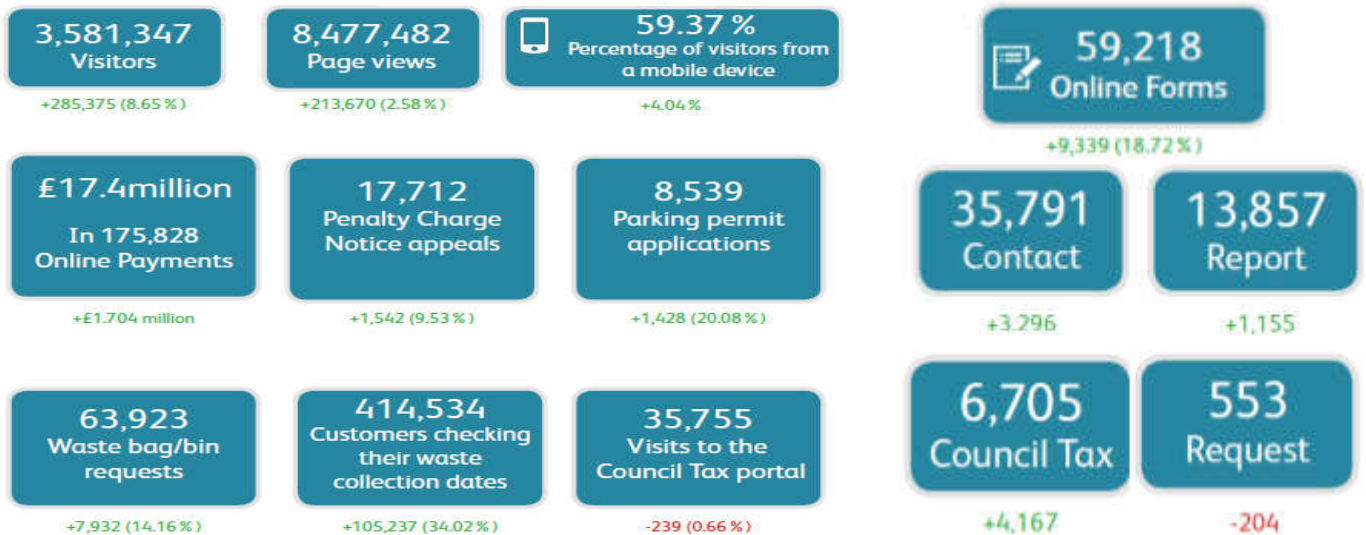 3,581,347
Visitors
+285,375 (8.65%)
8,477,482
Page views
+213,670 (2.58%)
59.37 %
Percentage of visitors from
a mobile device
+4.04%
59,218
Online Forms
+9,339 (18.72%)
£17.4million
In 175,828
Online Payments
+£1.704 million
17,712
Penalty Charge
Notice appeals
+1,542 (9.53%)
8,539
Parking permit
applications
+1,428 (20.08%)
35,791
Contact
+3.296
13,857
Report
+1,155
63,923
Waste bag/bin
requests
+7,932 (14.16%)
414,534
Customers checking
their waste
collection dates
+105,237 (34.02%)
35,755
Visits to the
Council Tax portal
-239 (0.66%)
6,705
Council Tax
+4,167
553
Request
-204